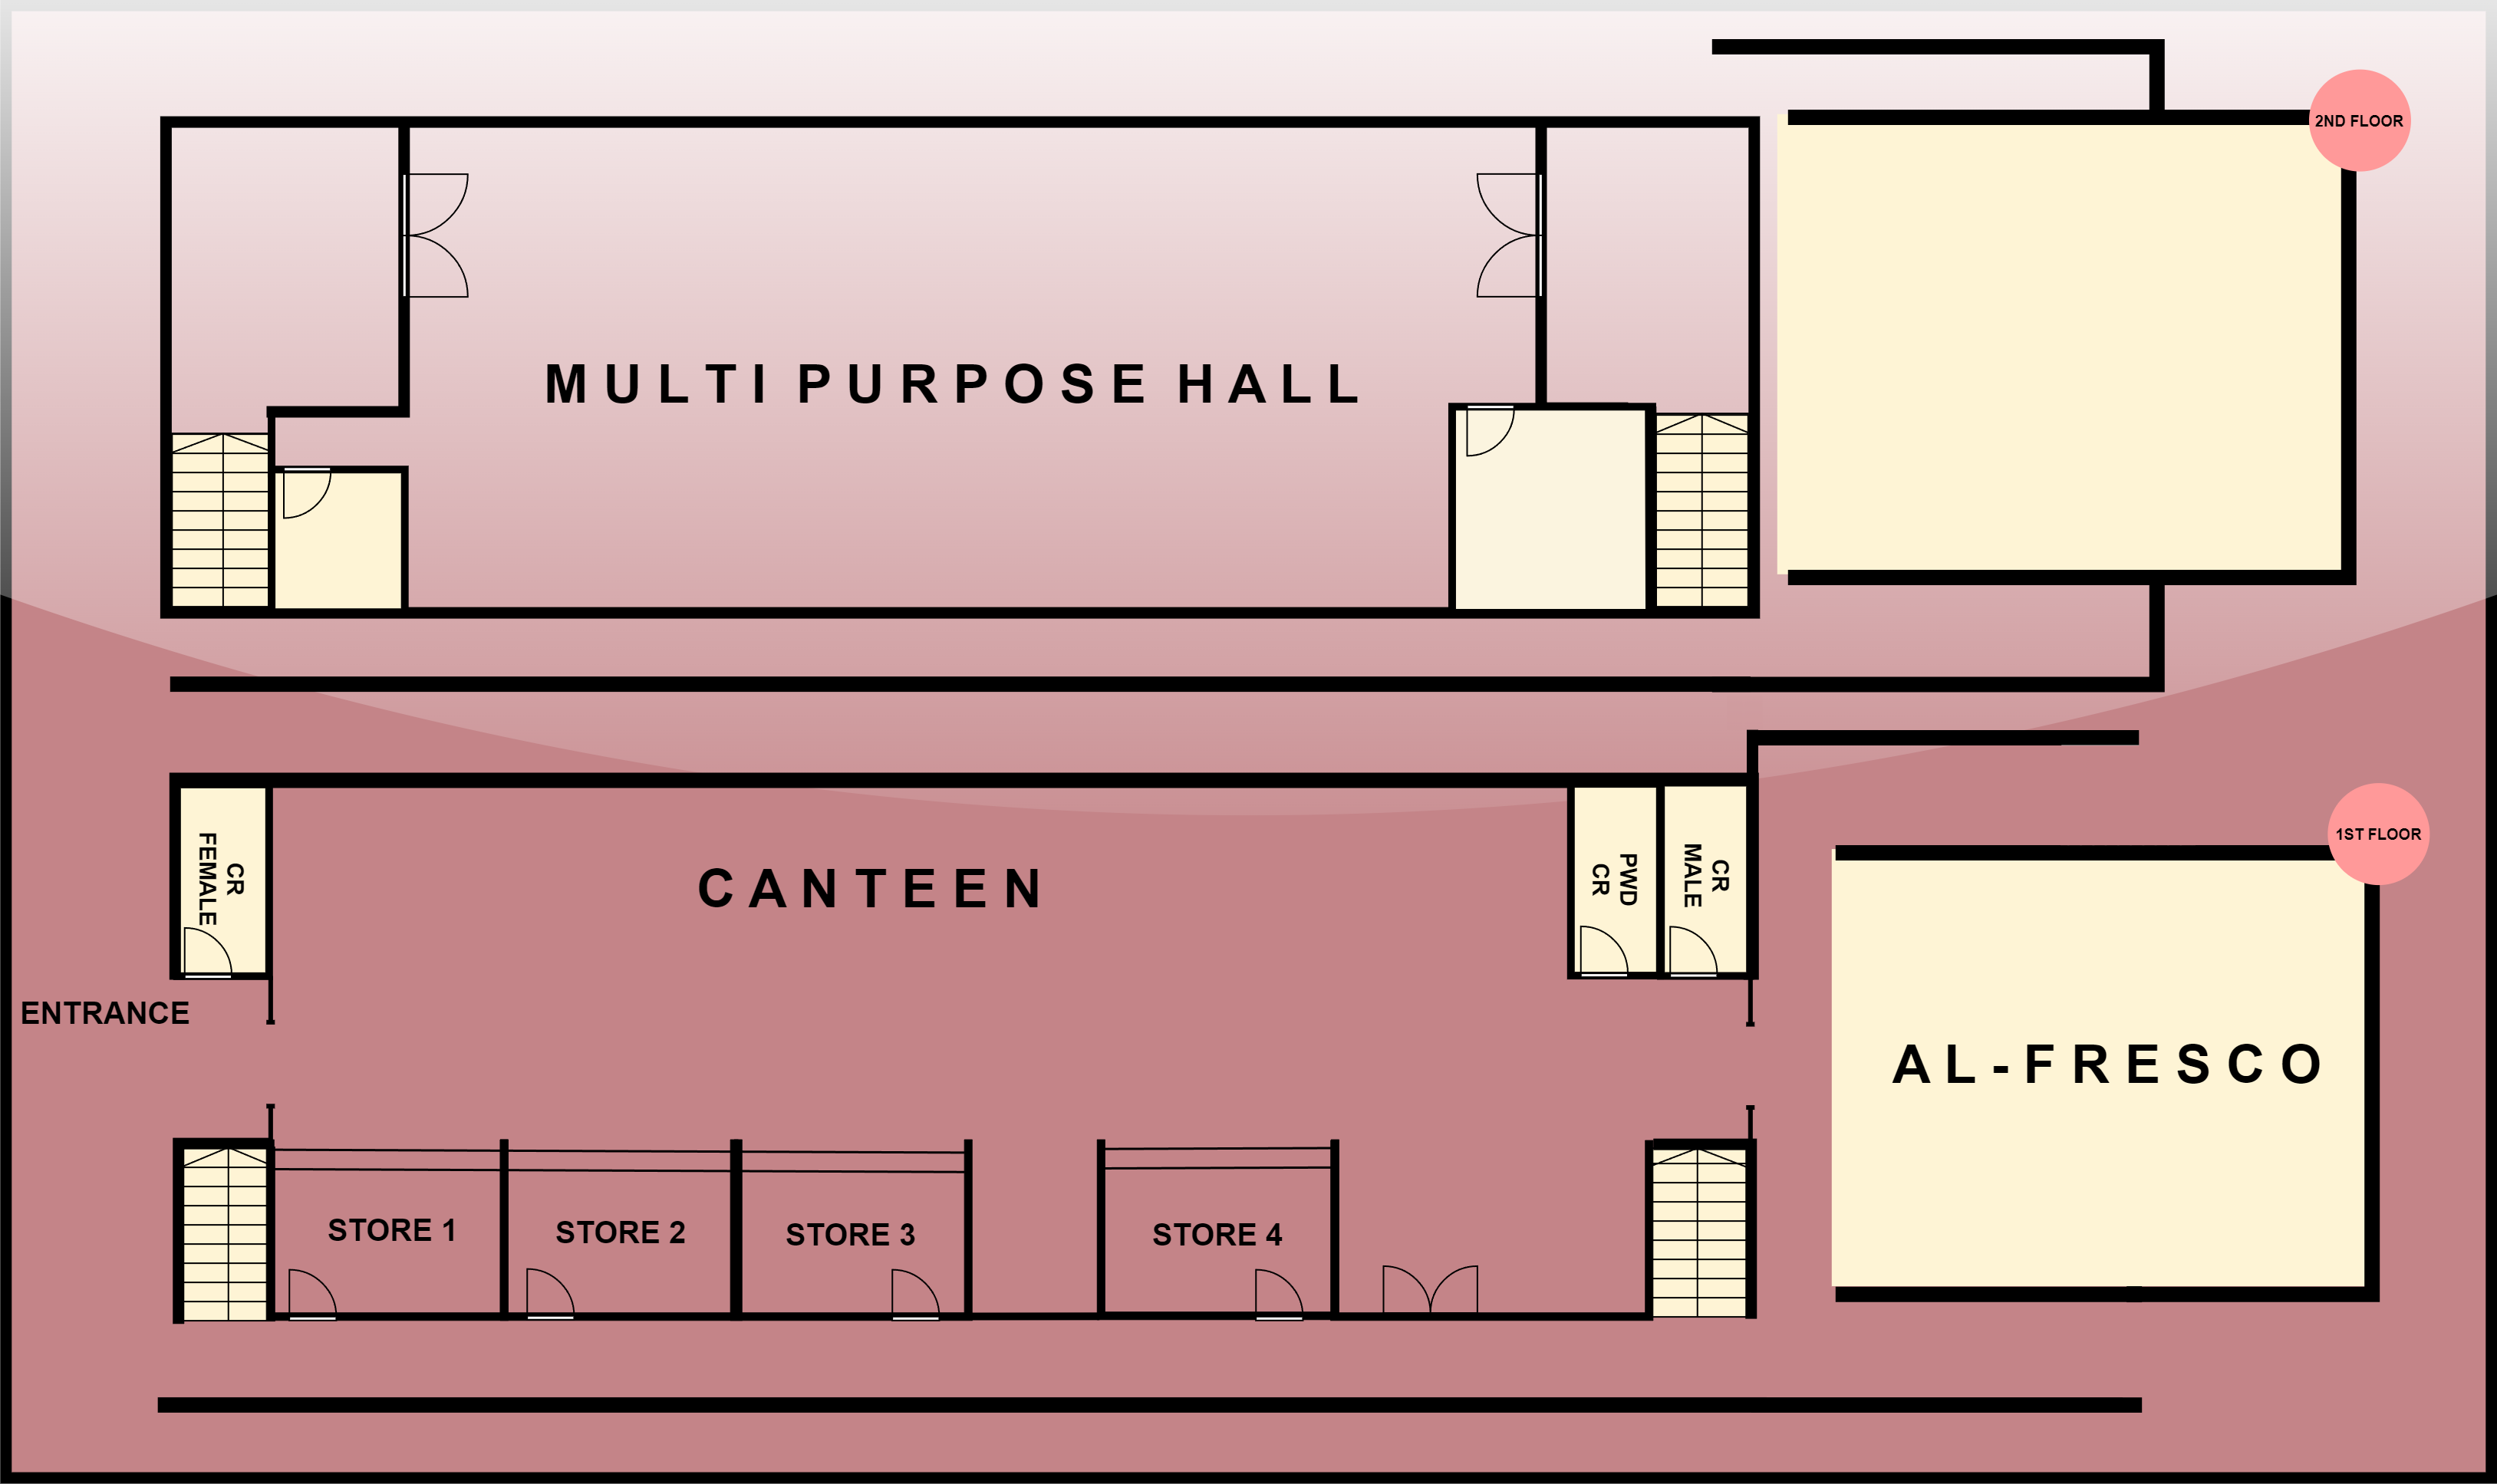 2ND FLOOR
MULTI PURPOSE HALL
1ST FLOOR
CR
FEMALE
CANTEEN
PWD
CR
CR
MALE
ENTRANCE
AL-FRESCO
STORE 1
STORE 2
STORE 3
STORE 4